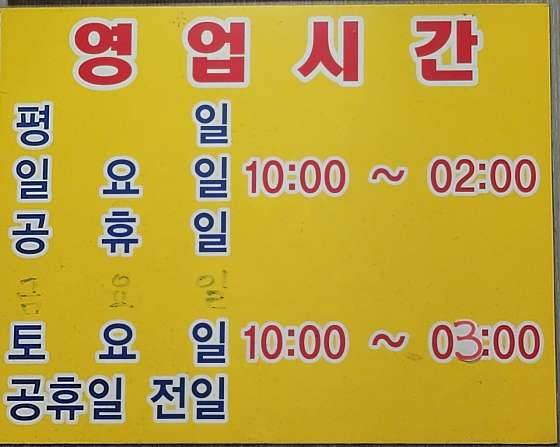 영업시간
평 일
일 요 일 10:00 ~ 02:00
공 휴 일
금 요 일
토 요 일 10:00 ~ 03:00
공휴일 전일